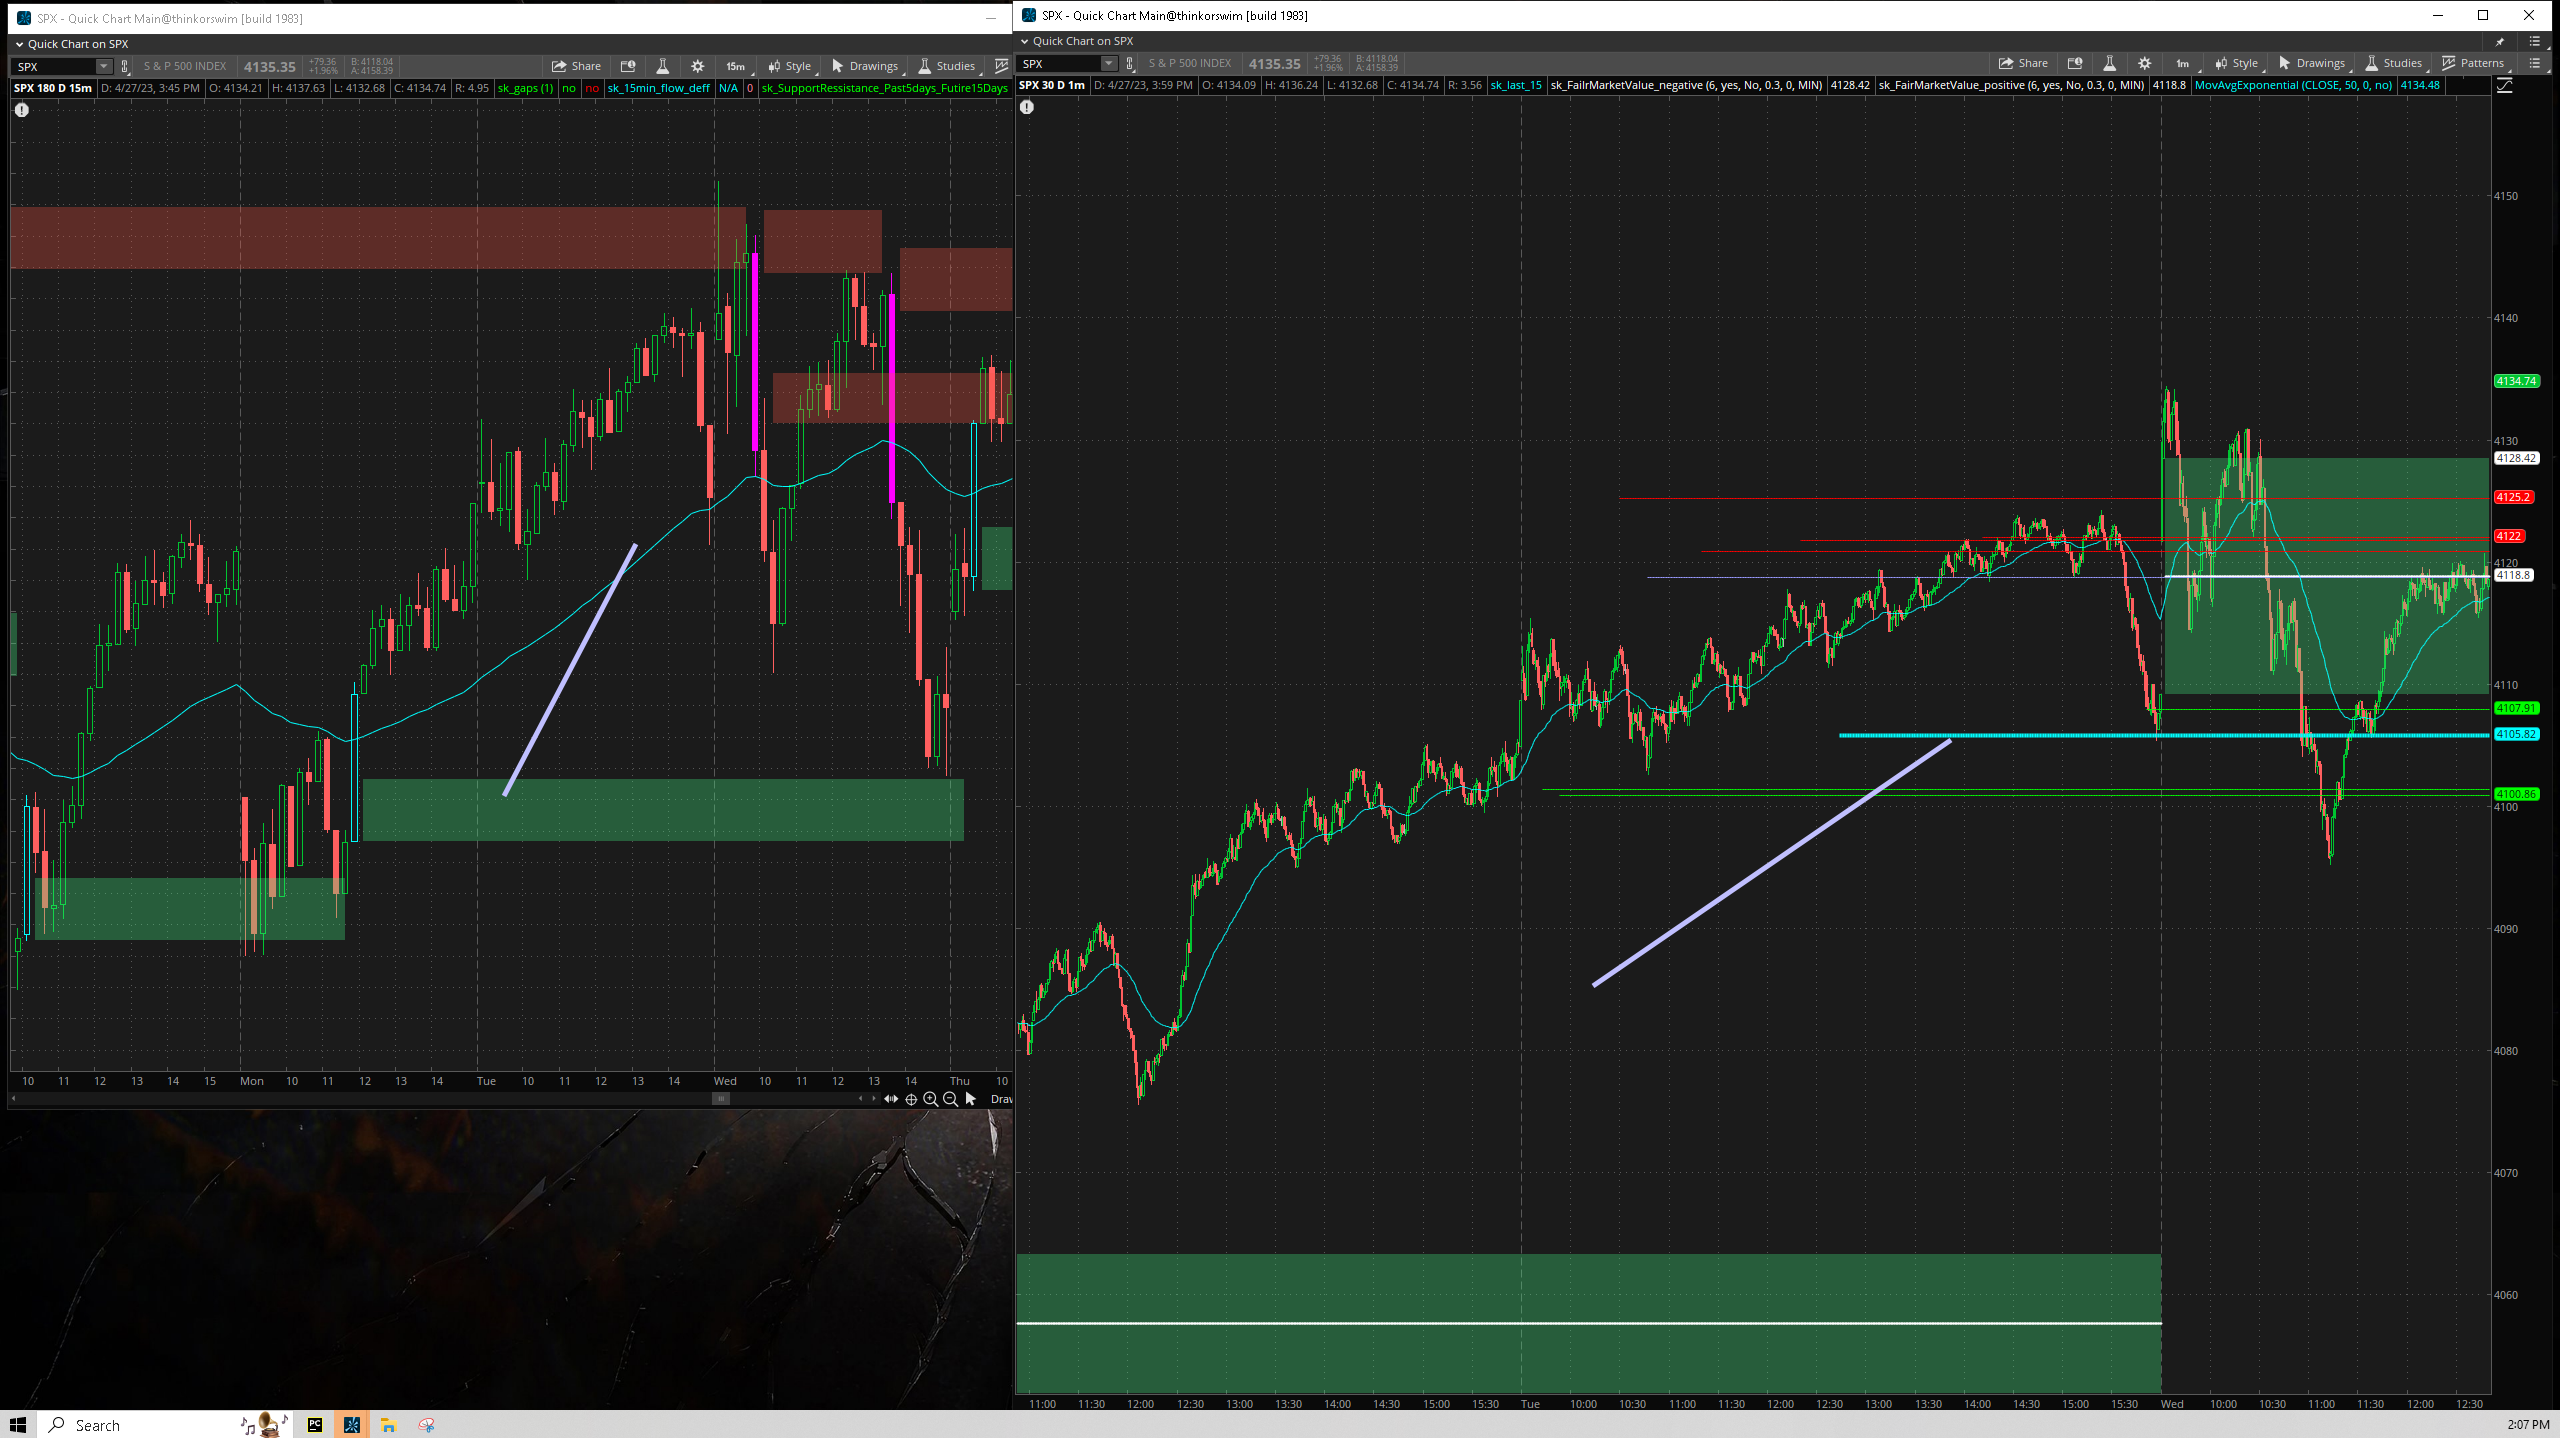 SPX - Quick Chart Main@thinkorswim [build 1983]
Quick Chart on SPX
SPX S & P 500 INDEX 4135.35 +79.36 +1.96% B: 4118.04 A: 4158.39 Share 15m Style Drawings Studies
SPX 180 D 15m D: 4/27/23, 3:45 PM O: 4134.21 H: 4137.63 L: 4132.68 C: 4134.74 R: 4.95 sk_gaps (1) no no sk_15min_flow_deff N/A 0 sk_SupportRessistance_Past5days_Futire15Days
10 11 12 13 14 15 Mon 10 11 12 13 14 Tue 10 11 12 13 14 Wed 10 11 12 13 14 Thu 10
Draw
SPX - Quick Chart Main@thinkorswim [build 1983]
Quick Chart on SPX
SPX S & P 500 INDEX 4135.35 +79.36 +1.96% B: 4118.04 A: 4158.39 Share 1m Style Drawings Studies Patterns
SPX 30 D 1m D: 4/27/23, 3:59 PM O: 4134.09 H: 4136.24 L: 4132.68 C: 4134.74 R: 3.56 sk_last_15 sk_FailrMarketValue_negative (6, yes, No, 0.3, 0, MIN) 4128.42 sk_FairMarketValue_positive (6, yes, No, 0.3, 0, MIN) 4118.8 MovAvgExponential (CLOSE, 50, 0, no) 4134.48
4150
4140
4134.74
4130
4128.42
4125.2
4122
4120
4118.8
4110
4107.91
4105.82
4100.86
4100
4090
4080
4070
4060
11:00 11:30 12:00 12:30 13:00 13:30 14:00 14:30 15:00 15:30 Tue 10:00 10:30 11:00 11:30 12:00 12:30 13:00 13:30 14:00 14:30 15:00 15:30 Wed 10:00 10:30 11:00 11:30 12:00 12:30
Search PC 2:07 PM